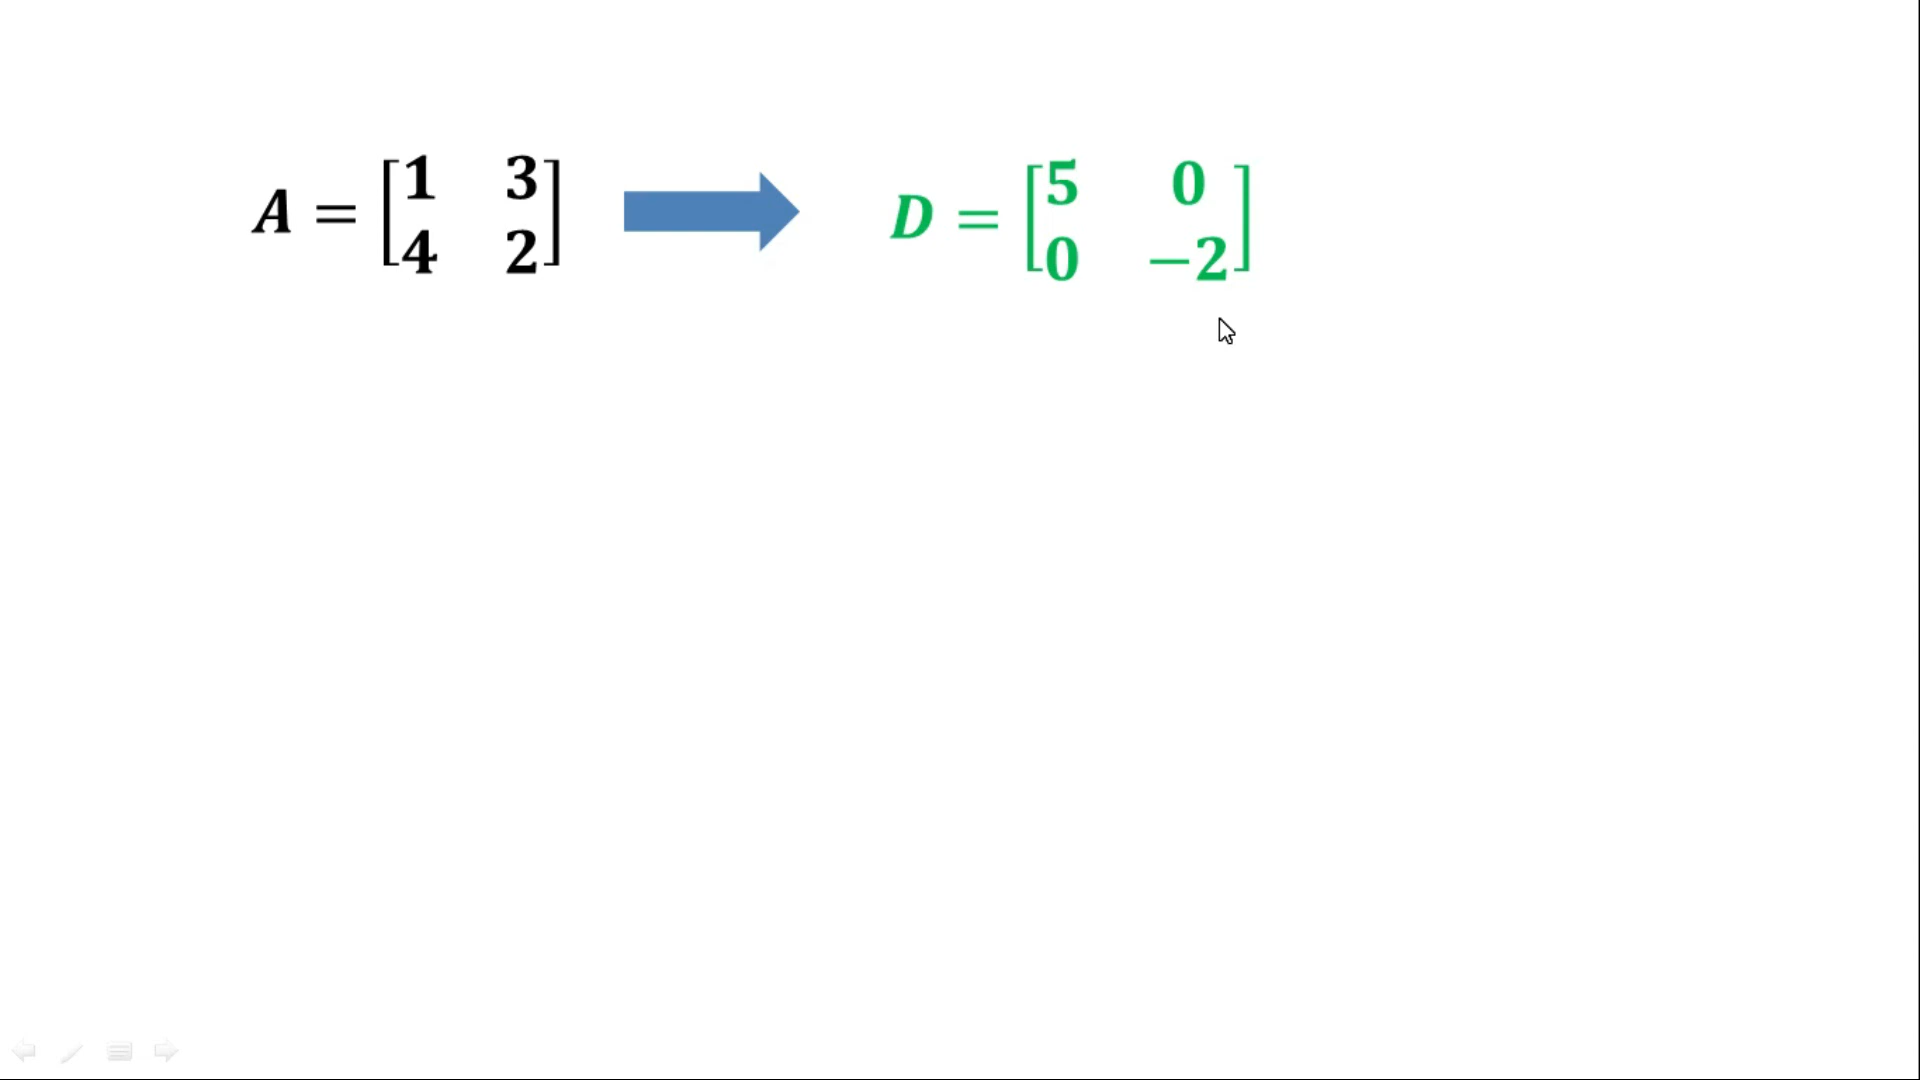 A = [1 3
4 2]
D = [5 0
0 −2]